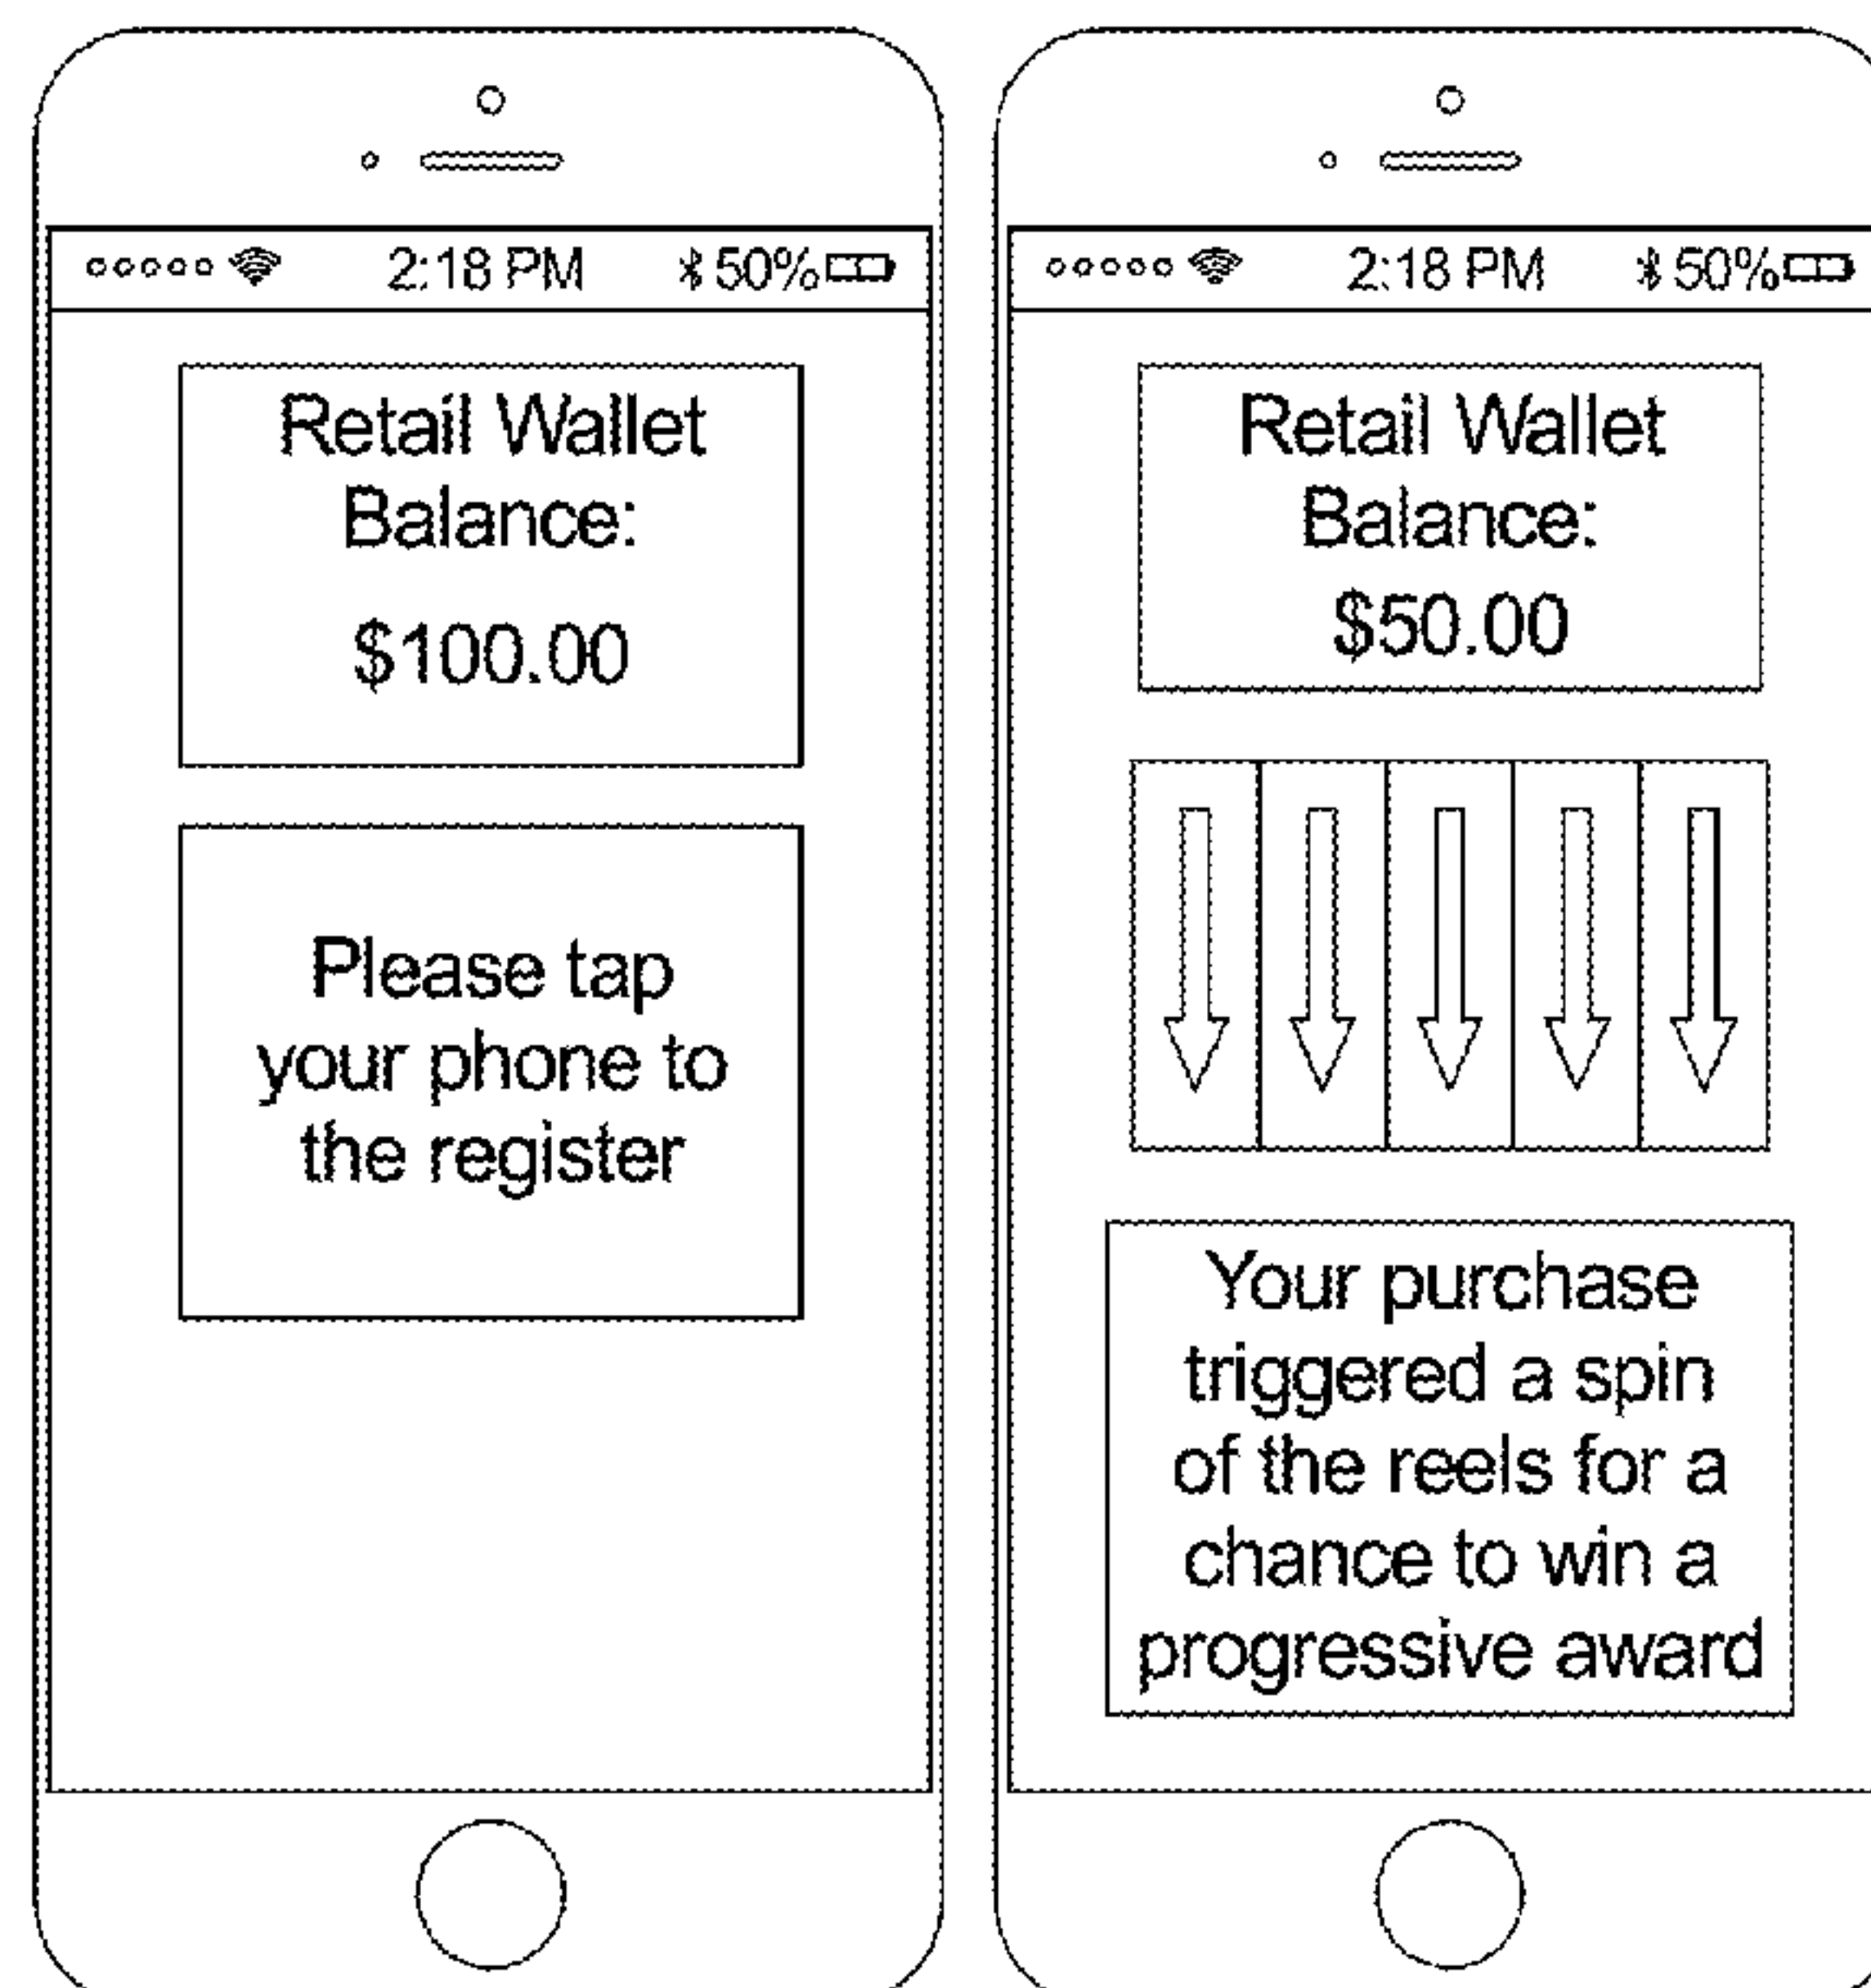 2:18 PM 50%
Retail Wallet
Balance:
$100.00
Please tap
your phone to
the register
2:18 PM 50%
Retail Wallet
Balance:
$50.00
Your purchase
triggered a spin
of the reels for a
chance to win a
progressive award